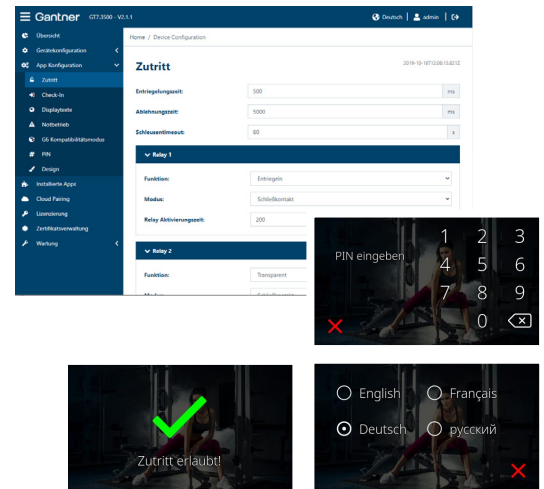 Gantner GT7.3500 - V2.1.1 Deutsch admin
Übersicht
Gerätekonfiguration
App Konfiguration
Zutritt
Check-In
Displaytexte
Notbetrieb
G6 Kompatibilitätsmodus
PIN
Design
Installierte Apps
Cloud Pairing
Lizenzierung
Zertifikatsverwaltung
Wartung
Home / Device Configuration
Zutritt
Entriegelungszeit: 500 ms
Ablehnungszeit: 5000 ms
Schleusentimeout: 60 s
Relay 1
Funktion: Entriegeln
Modus: Schließkontakt
Relay Aktivierungszeit: 200
Relay 2
Funktion: Transparent
PIN eingeben
1 2 3
4 5 6
7 8 9
0
Zutritt erlaubt!
English Français
Deutsch русский